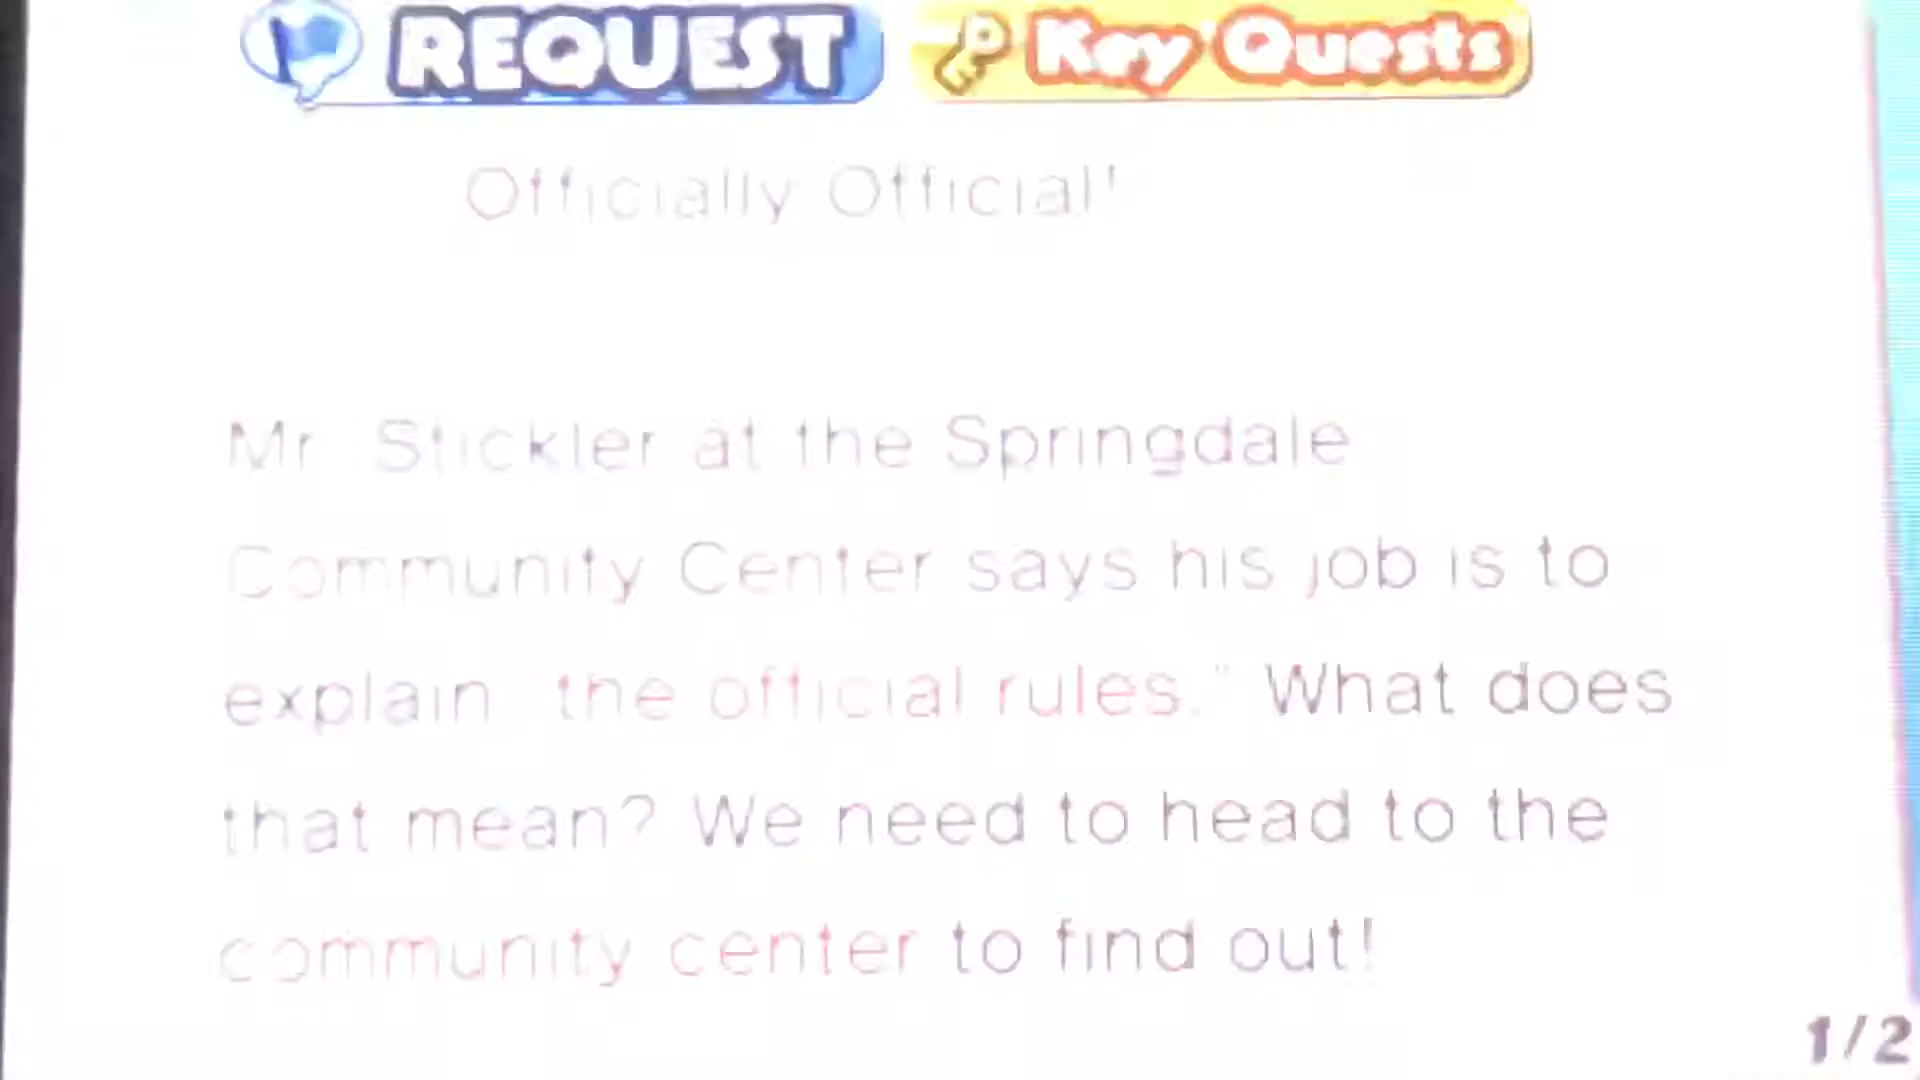 REQUEST Key Quests
Officially Official!
Mr. Stickler at the Springdale
Community Center says his job is to
explain "the official rules." What does
that mean? We need to head to the
community center to find out!
1/2